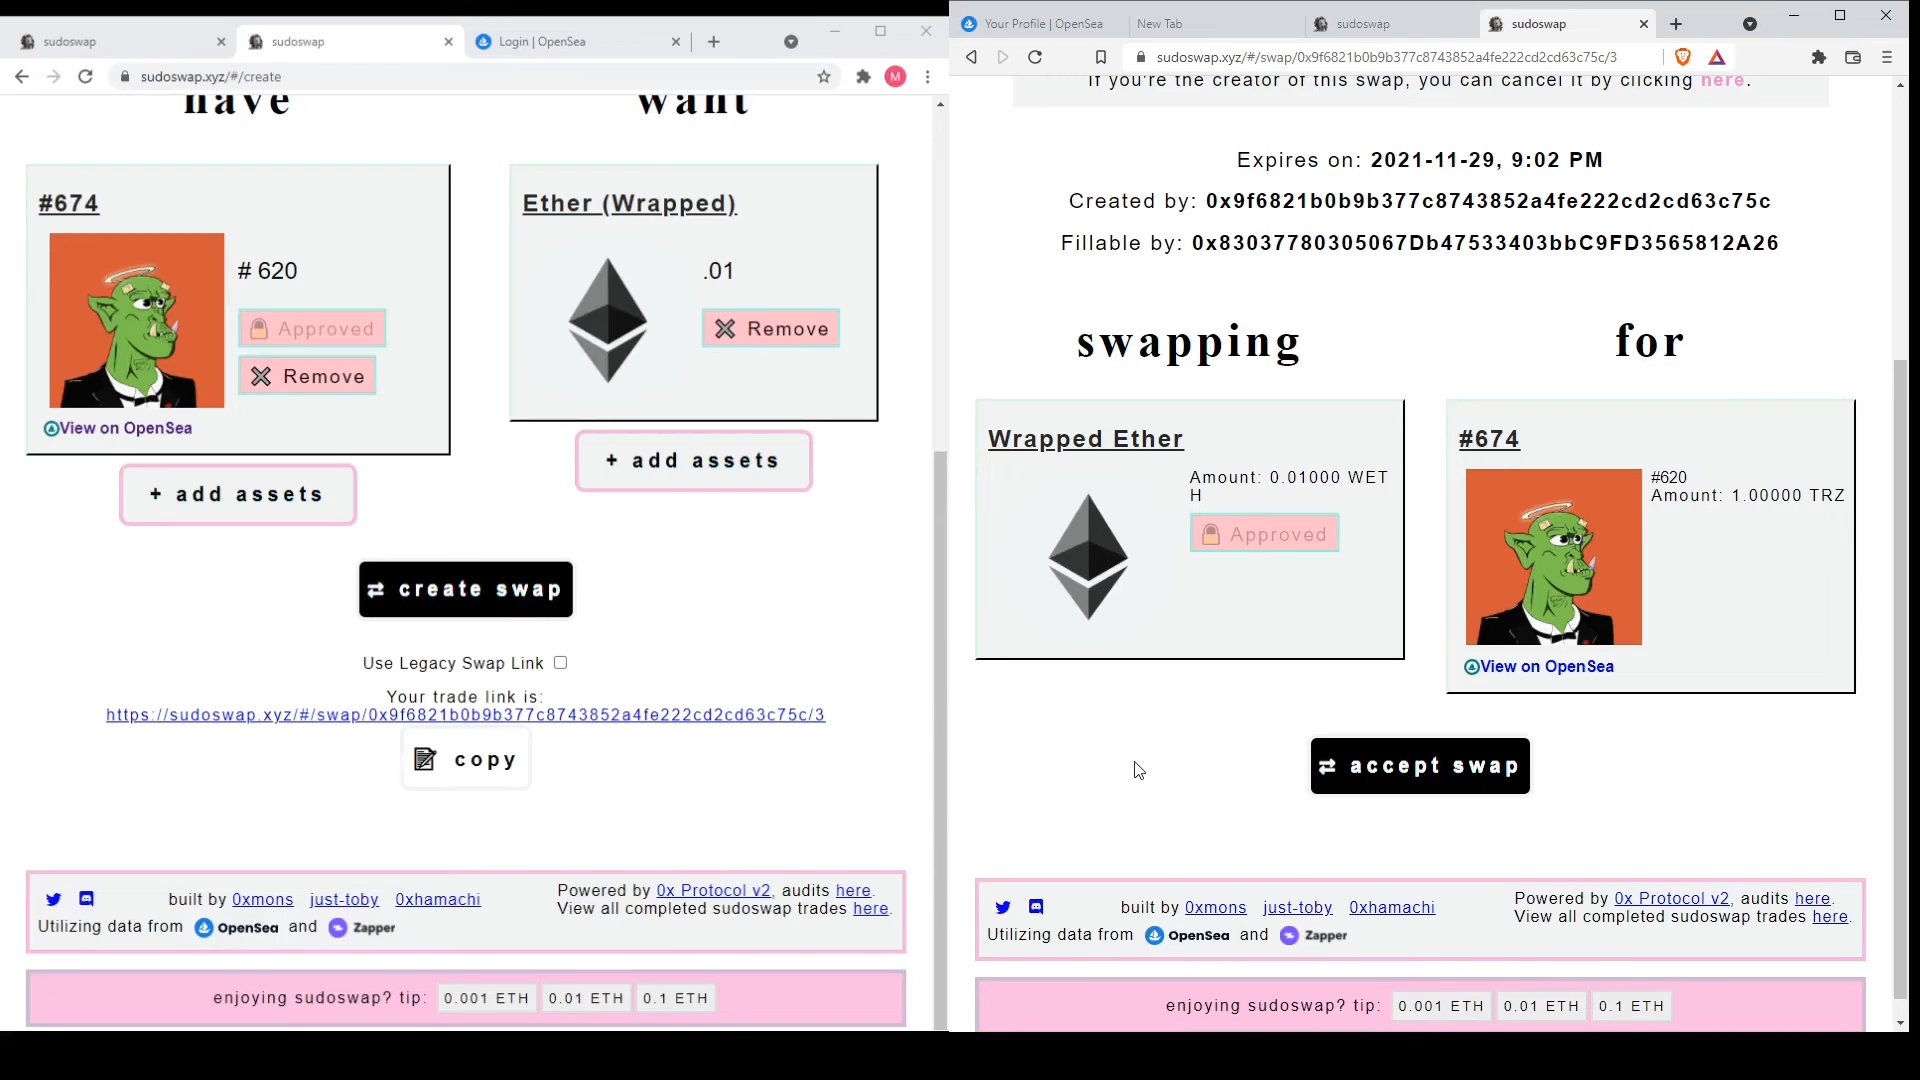 sudoswap
sudoswap
Login | OpenSea
sudoswap.xyz/#/create
M
have
want
#674
# 620
Approved
Remove
View on OpenSea
+ add assets
Ether (Wrapped)
.01
Remove
+ add assets
create swap
Use Legacy Swap Link
Your trade link is:
https://sudoswap.xyz/#/swap/0x9f6821b0b9b377c8743852a4fe222cd2cd63c75c/3
copy
built by 0xmons just-toby 0xhamachi
Utilizing data from OpenSea and Zapper
Powered by 0x Protocol v2, audits here.
View all completed sudoswap trades here.
enjoying sudoswap? tip: 0.001 ETH 0.01 ETH 0.1 ETH
Your Profile | OpenSea
New Tab
sudoswap
sudoswap
sudoswap.xyz/#/swap/0x9f6821b0b9b377c8743852a4fe222cd2cd63c75c/3
If you're the creator of this swap, you can cancel it by clicking here.
Expires on: 2021-11-29, 9:02 PM
Created by: 0x9f6821b0b9b377c8743852a4fe222cd2cd63c75c
Fillable by: 0x83037780305067Db47533403bbC9FD3565812A26
swapping
for
Wrapped Ether
Amount: 0.01000 WET
H
Approved
#674
#620
Amount: 1.00000 TRZ
View on OpenSea
accept swap
built by 0xmons just-toby 0xhamachi
Utilizing data from OpenSea and Zapper
Powered by 0x Protocol v2, audits here.
View all completed sudoswap trades here.
enjoying sudoswap? tip: 0.001 ETH 0.01 ETH 0.1 ETH